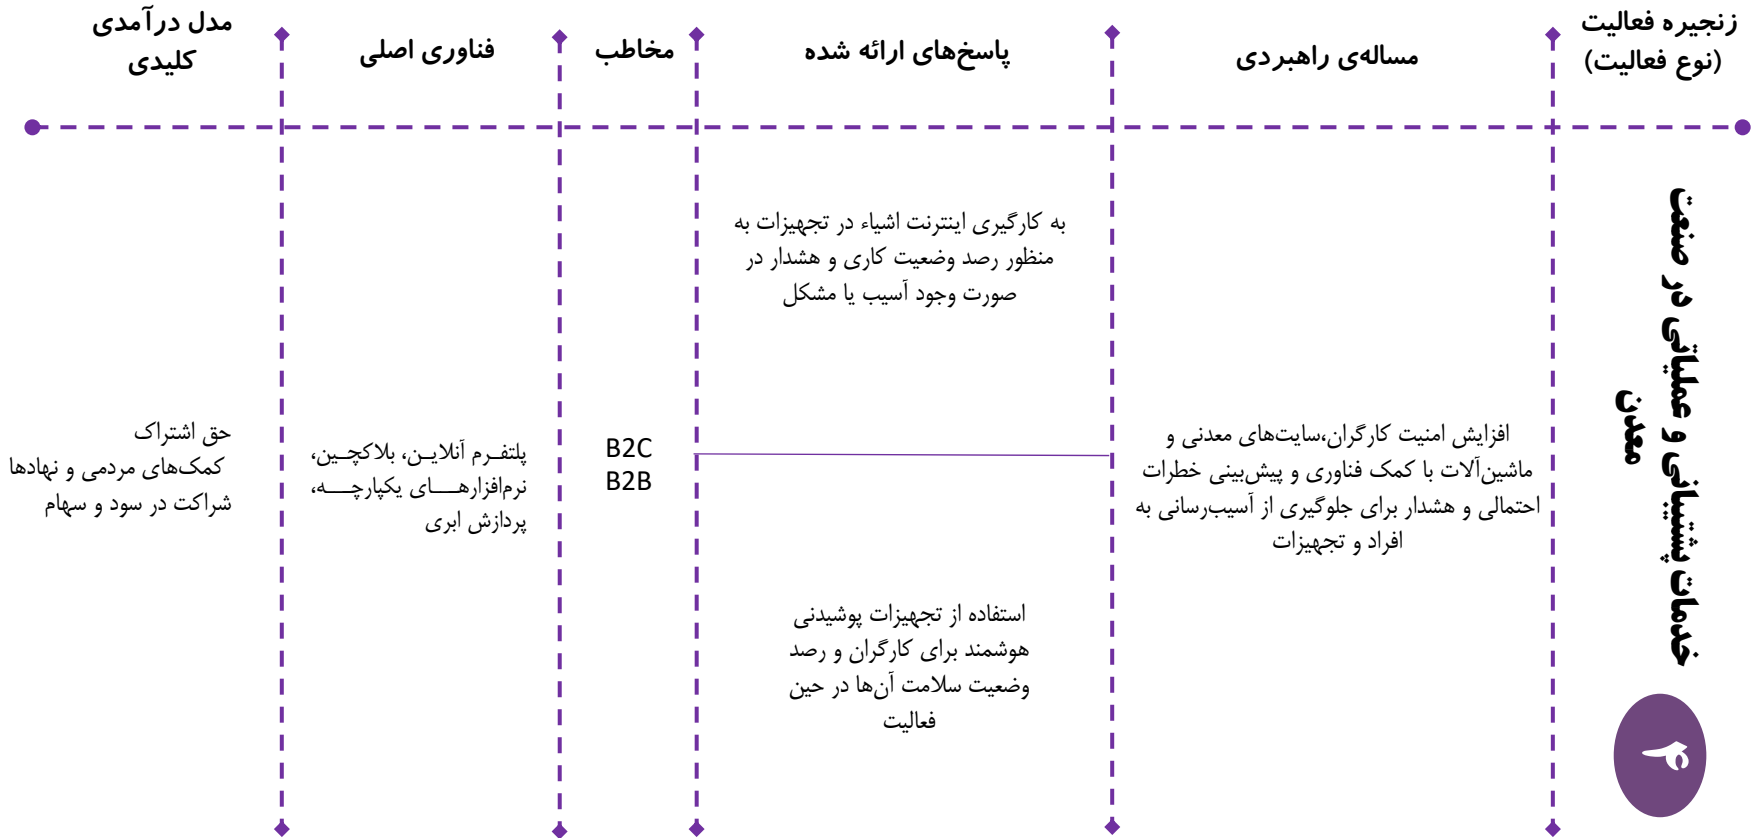 زنجیره فعالیت
(نوع فعالیت)
مساله‌ی راهبردی
پاسخ‌های ارائه شده
مخاطب
فناوری اصلی
مدل درآمدی
کلیدی
خدمات پشتیبانی و عملیاتی در صنعت
معدن
۴
افزایش امنیت کارگران،سایت‌های معدنی و
ماشین‌آلات با کمک فناوری و پیش‌بینی خطرات
احتمالی و هشدار برای جلوگیری از آسیب‌رسانی به
افراد و تجهیزات
به کارگیری اینترنت اشیاء در تجهیزات به
منظور رصد وضعیت کاری و هشدار در
صورت وجود آسیب یا مشکل
استفاده از تجهیزات پوشیدنی
هوشمند برای کارگران و رصد
وضعیت سلامت آن‌ها در حین
فعالیت
B2C
B2B
پلتفـرم آنلایـن، بلاکچـین،
نرم‌افزارهـــای یکپارچـــه،
پردازش ابری
حق اشتراک
کمک‌های مردمی و نهادها
شراکت در سود و سهام